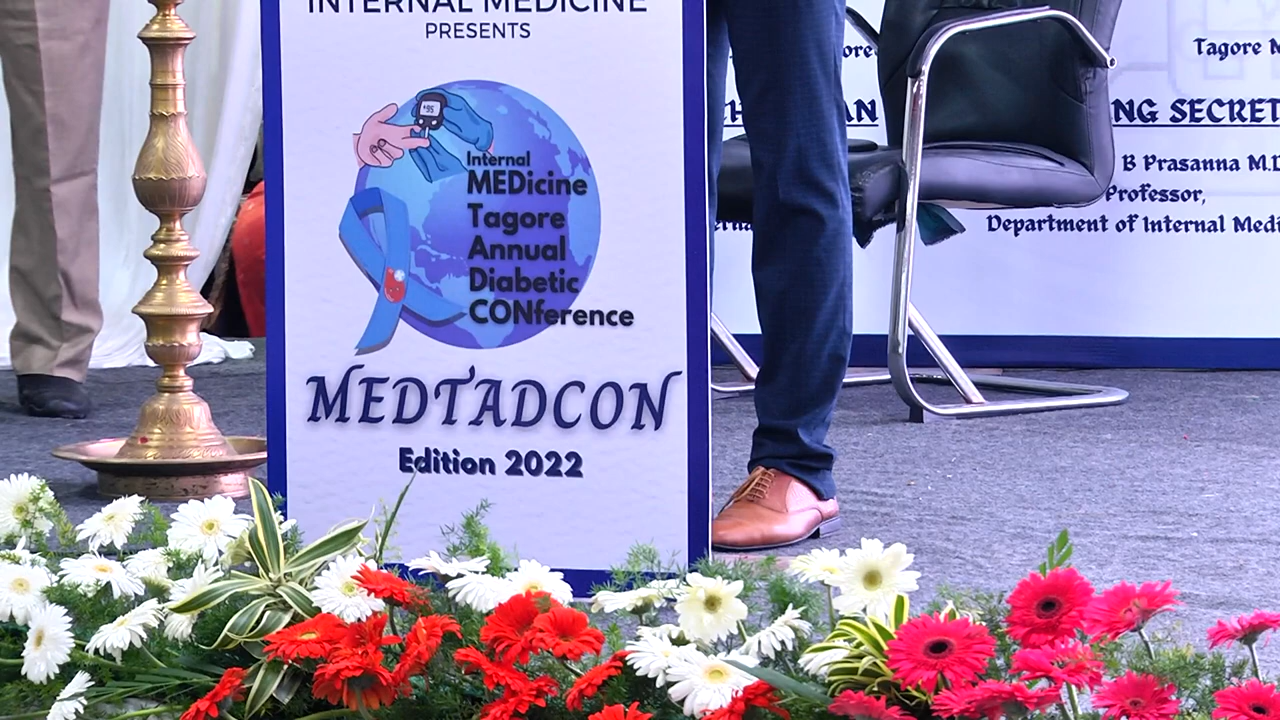 INTERNAL MEDICINE
PRESENTS
Internal
MEDicine
Tagore
Annual
Diabetic
CONference
MEDTADCON
Edition 2022
Tagore M
NG SECRET
B Prasanna M.D
Professor,
Department of Internal Medi